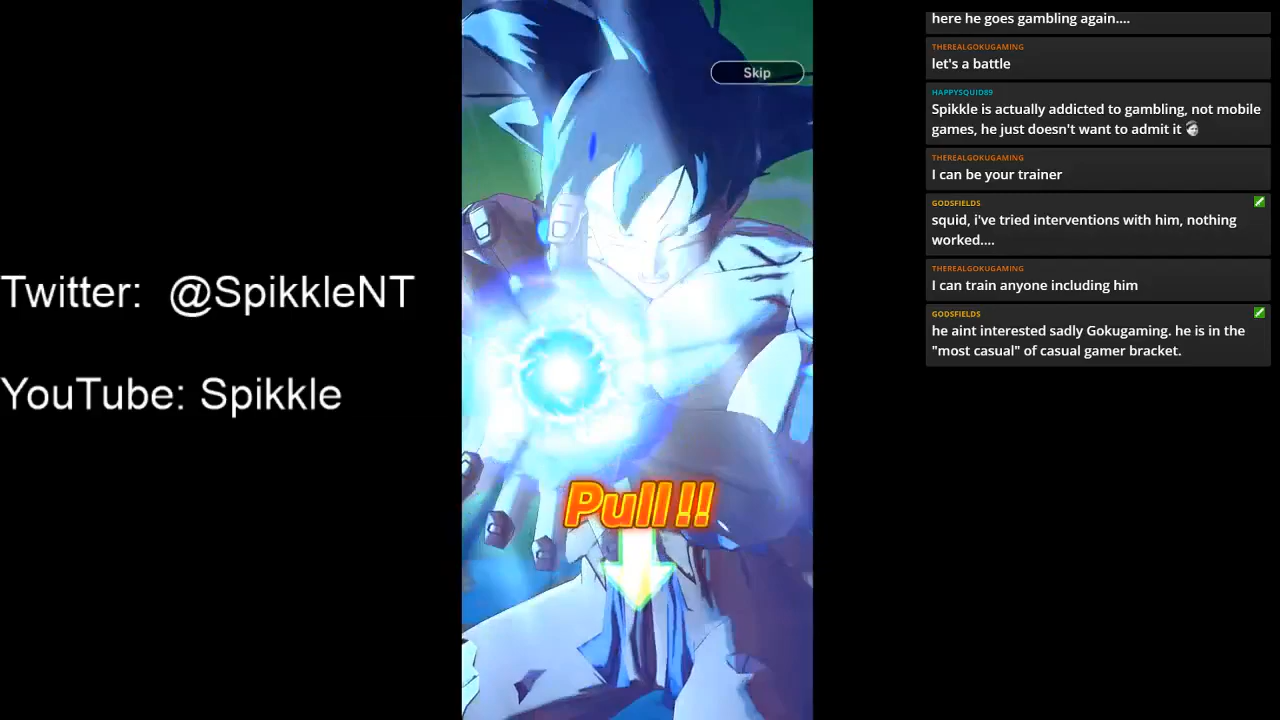 Twitter:  @SpikkleNT
YouTube: Spikkle
Skip
Pull!!
here he goes gambling again....
THEREALGOKUGAMING
let's a battle
HAPPYSQUID89
Spikkle is actually addicted to gambling, not mobile
games, he just doesn't want to admit it
THEREALGOKUGAMING
I can be your trainer
GODSFIELDS
squid, i've tried interventions with him, nothing
worked....
THEREALGOKUGAMING
I can train anyone including him
GODSFIELDS
he aint interested sadly Gokugaming. he is in the
"most casual" of casual gamer bracket.